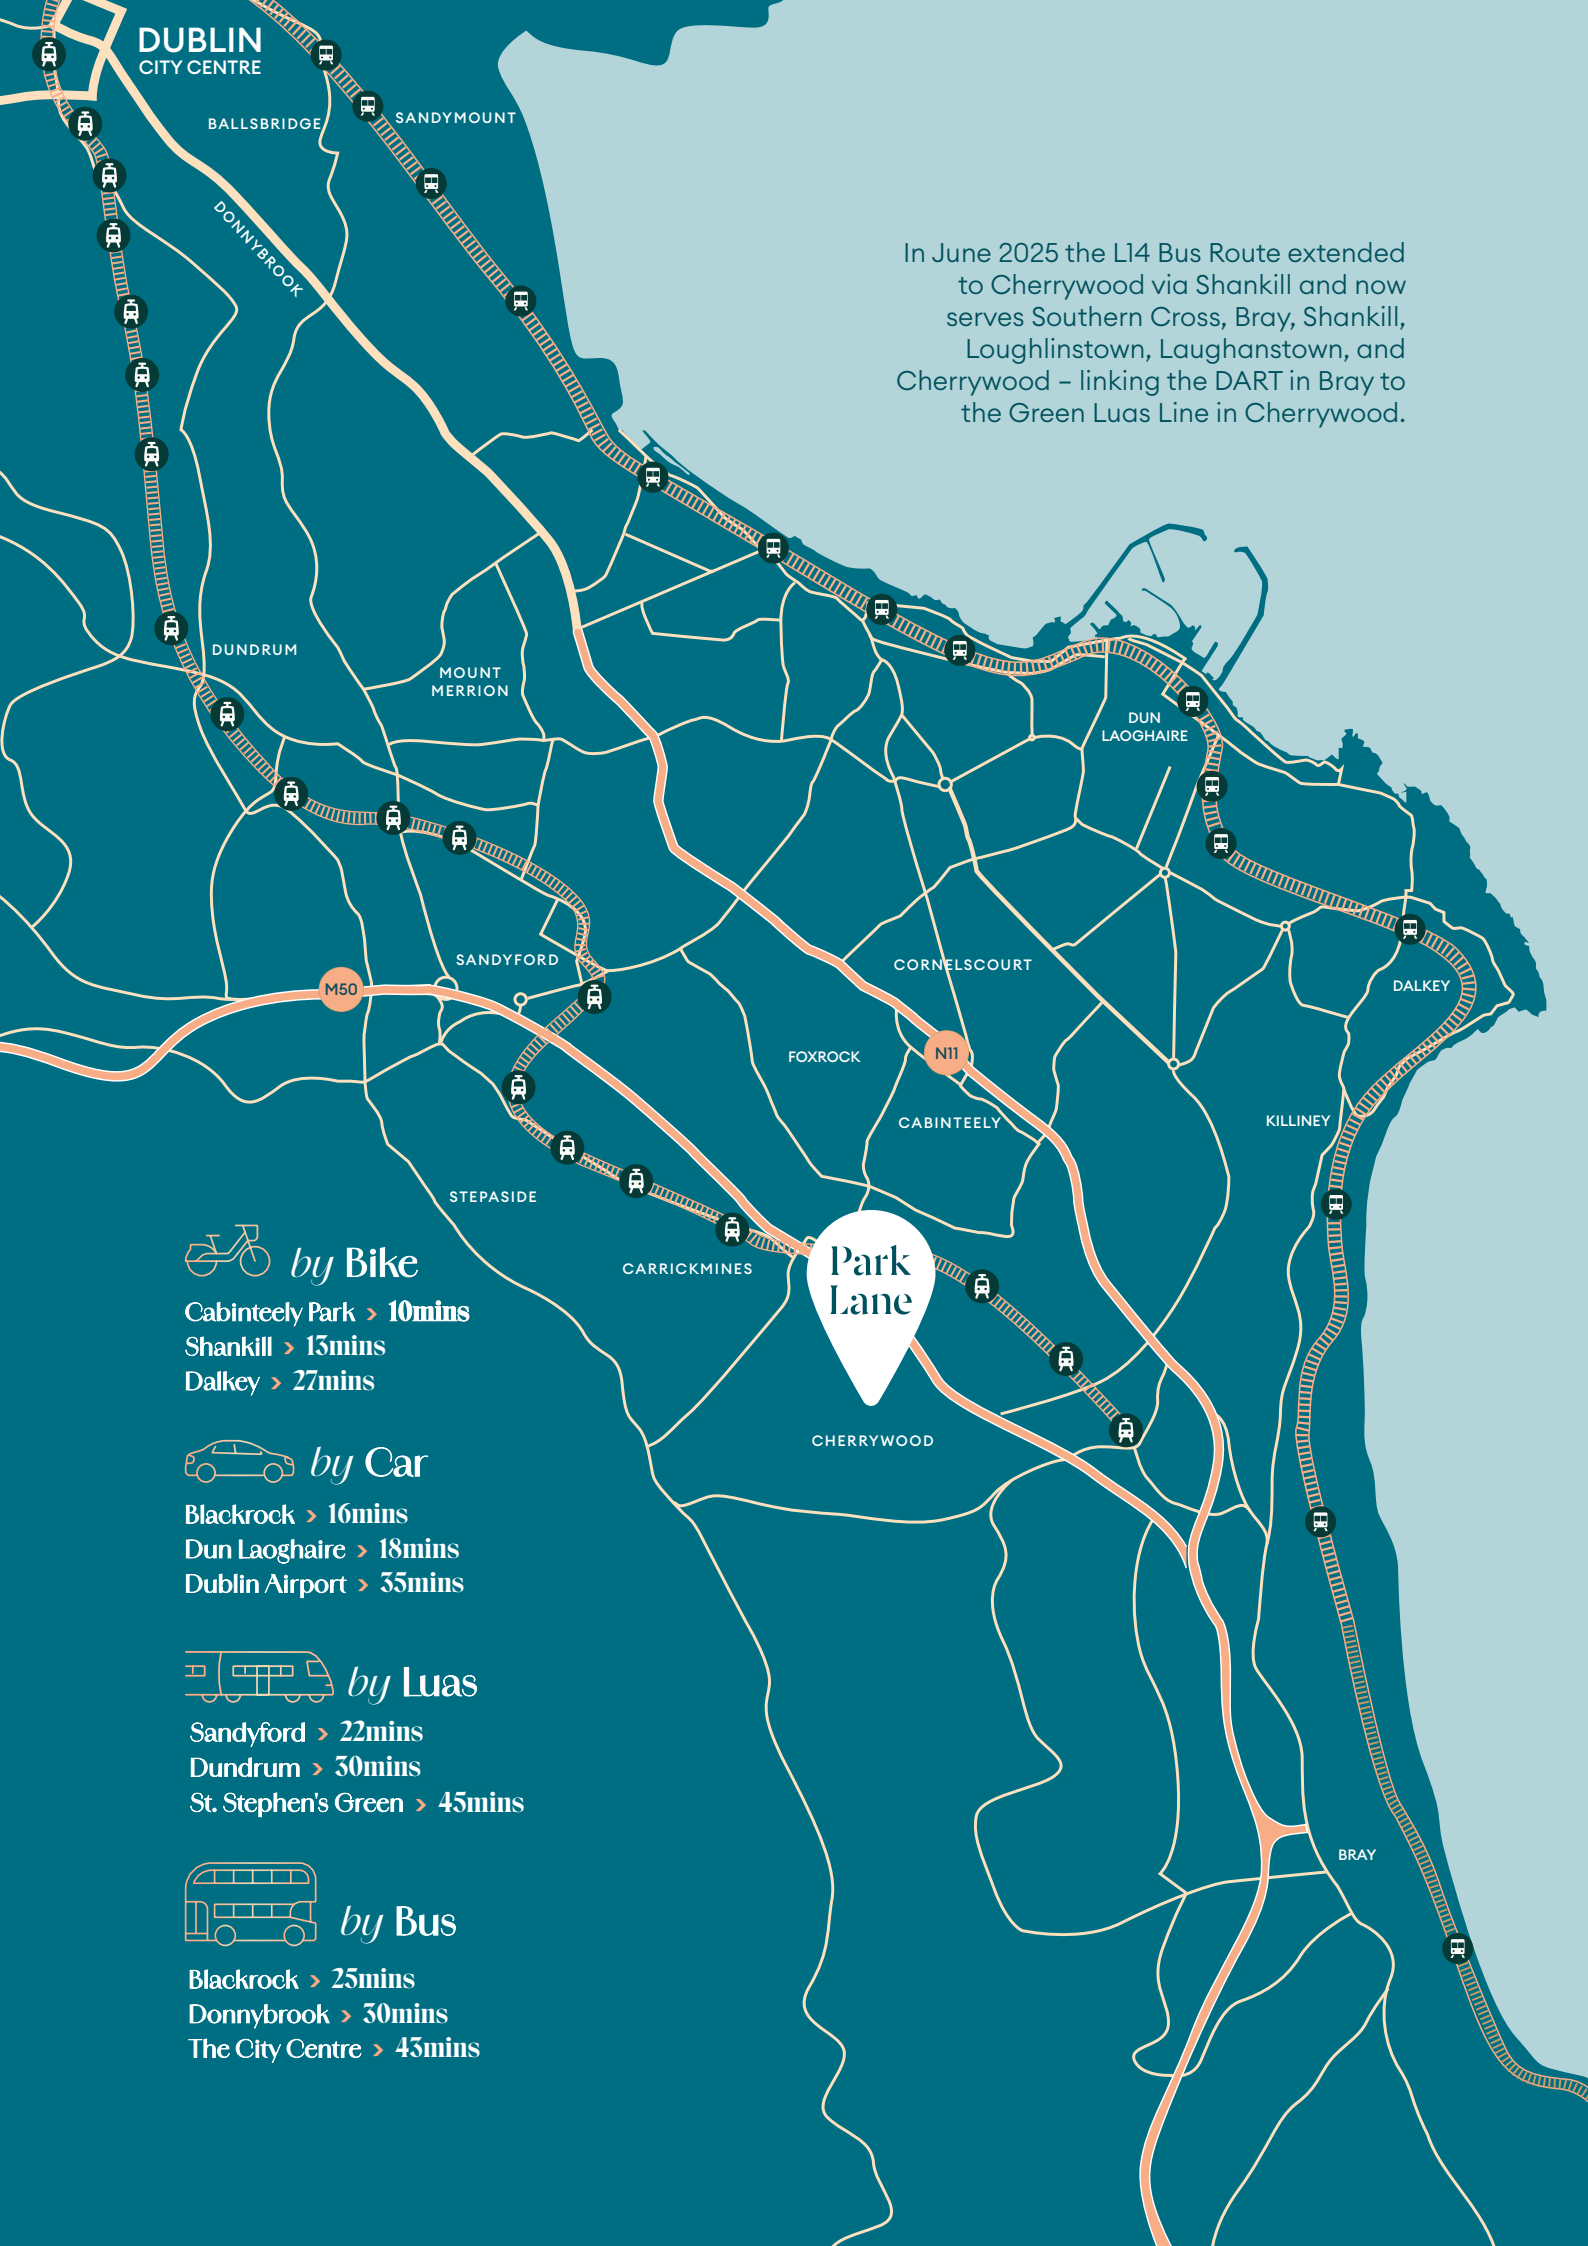 DUBLIN
CITY CENTRE
BALLSBRIDGE
SANDYMOUNT
DONNYBROOK
In June 2025 the L14 Bus Route extended
to Cherrywood via Shankill and now
serves Southern Cross, Bray, Shankill,
Loughlinstown, Laughanstown, and
Cherrywood – linking the DART in Bray to
the Green Luas Line in Cherrywood.
DUNDRUM
MOUNT
MERRION
DUN
LAOGHAIRE
SANDYFORD
CORNELSCOURT
DALKEY
M50
FOXROCK
N11
CABINTEELY
KILLINEY
STEPASIDE
CARRICKMINES
Park
Lane
CHERRYWOOD
BRAY
by Bike
Cabinteely Park > 10mins
Shankill > 13mins
Dalkey > 27mins
by Car
Blackrock > 16mins
Dun Laoghaire > 18mins
Dublin Airport > 35mins
by Luas
Sandyford > 22mins
Dundrum > 30mins
St. Stephen's Green > 45mins
by Bus
Blackrock > 25mins
Donnybrook > 30mins
The City Centre > 43mins